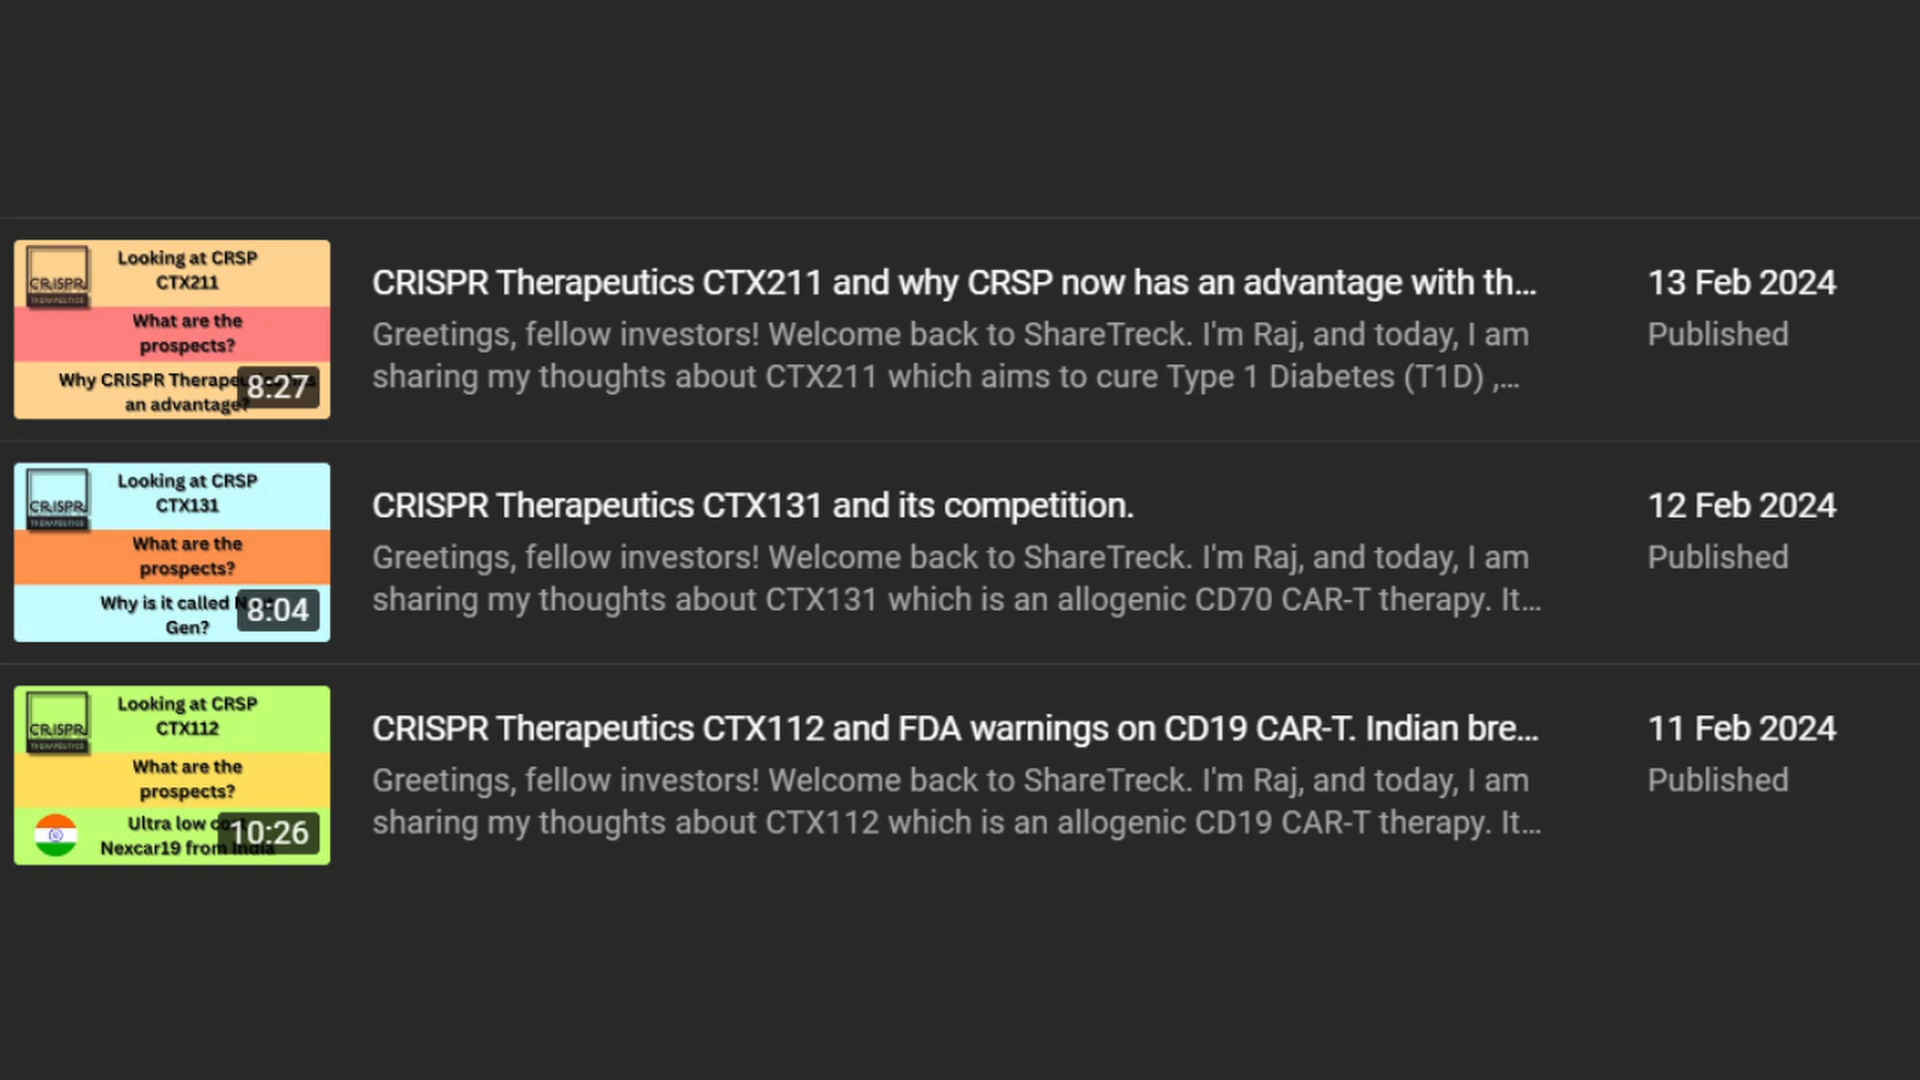 CRISPR
THERAPEUTICS
Looking at CRSP
CTX211
What are the
prospects?
Why CRISPR
an advantage?
8:27
CRISPR Therapeutics CTX211 and why CRSP now has an advantage with th...
Greetings, fellow investors! Welcome back to ShareTreck. I'm Raj, and today, I am
sharing my thoughts about CTX211 which aims to cure Type 1 Diabetes (T1D) ,...
13 Feb 2024
Published
CRISPR
THERAPEUTICS
Looking at CRSP
CTX131
What are the
prospects?
Why is it called
Gen?
8:04
CRISPR Therapeutics CTX131 and its competition.
Greetings, fellow investors! Welcome back to ShareTreck. I'm Raj, and today, I am
sharing my thoughts about CTX131 which is an allogenic CD70 CAR-T therapy. It...
12 Feb 2024
Published
CRISPR
THERAPEUTICS
Looking at CRSP
CTX112
What are the
prospects?
Ultra low cost
Nexcar19 from India
10:26
CRISPR Therapeutics CTX112 and FDA warnings on CD19 CAR-T. Indian bre...
Greetings, fellow investors! Welcome back to ShareTreck. I'm Raj, and today, I am
sharing my thoughts about CTX112 which is an allogenic CD19 CAR-T therapy. It...
11 Feb 2024
Published